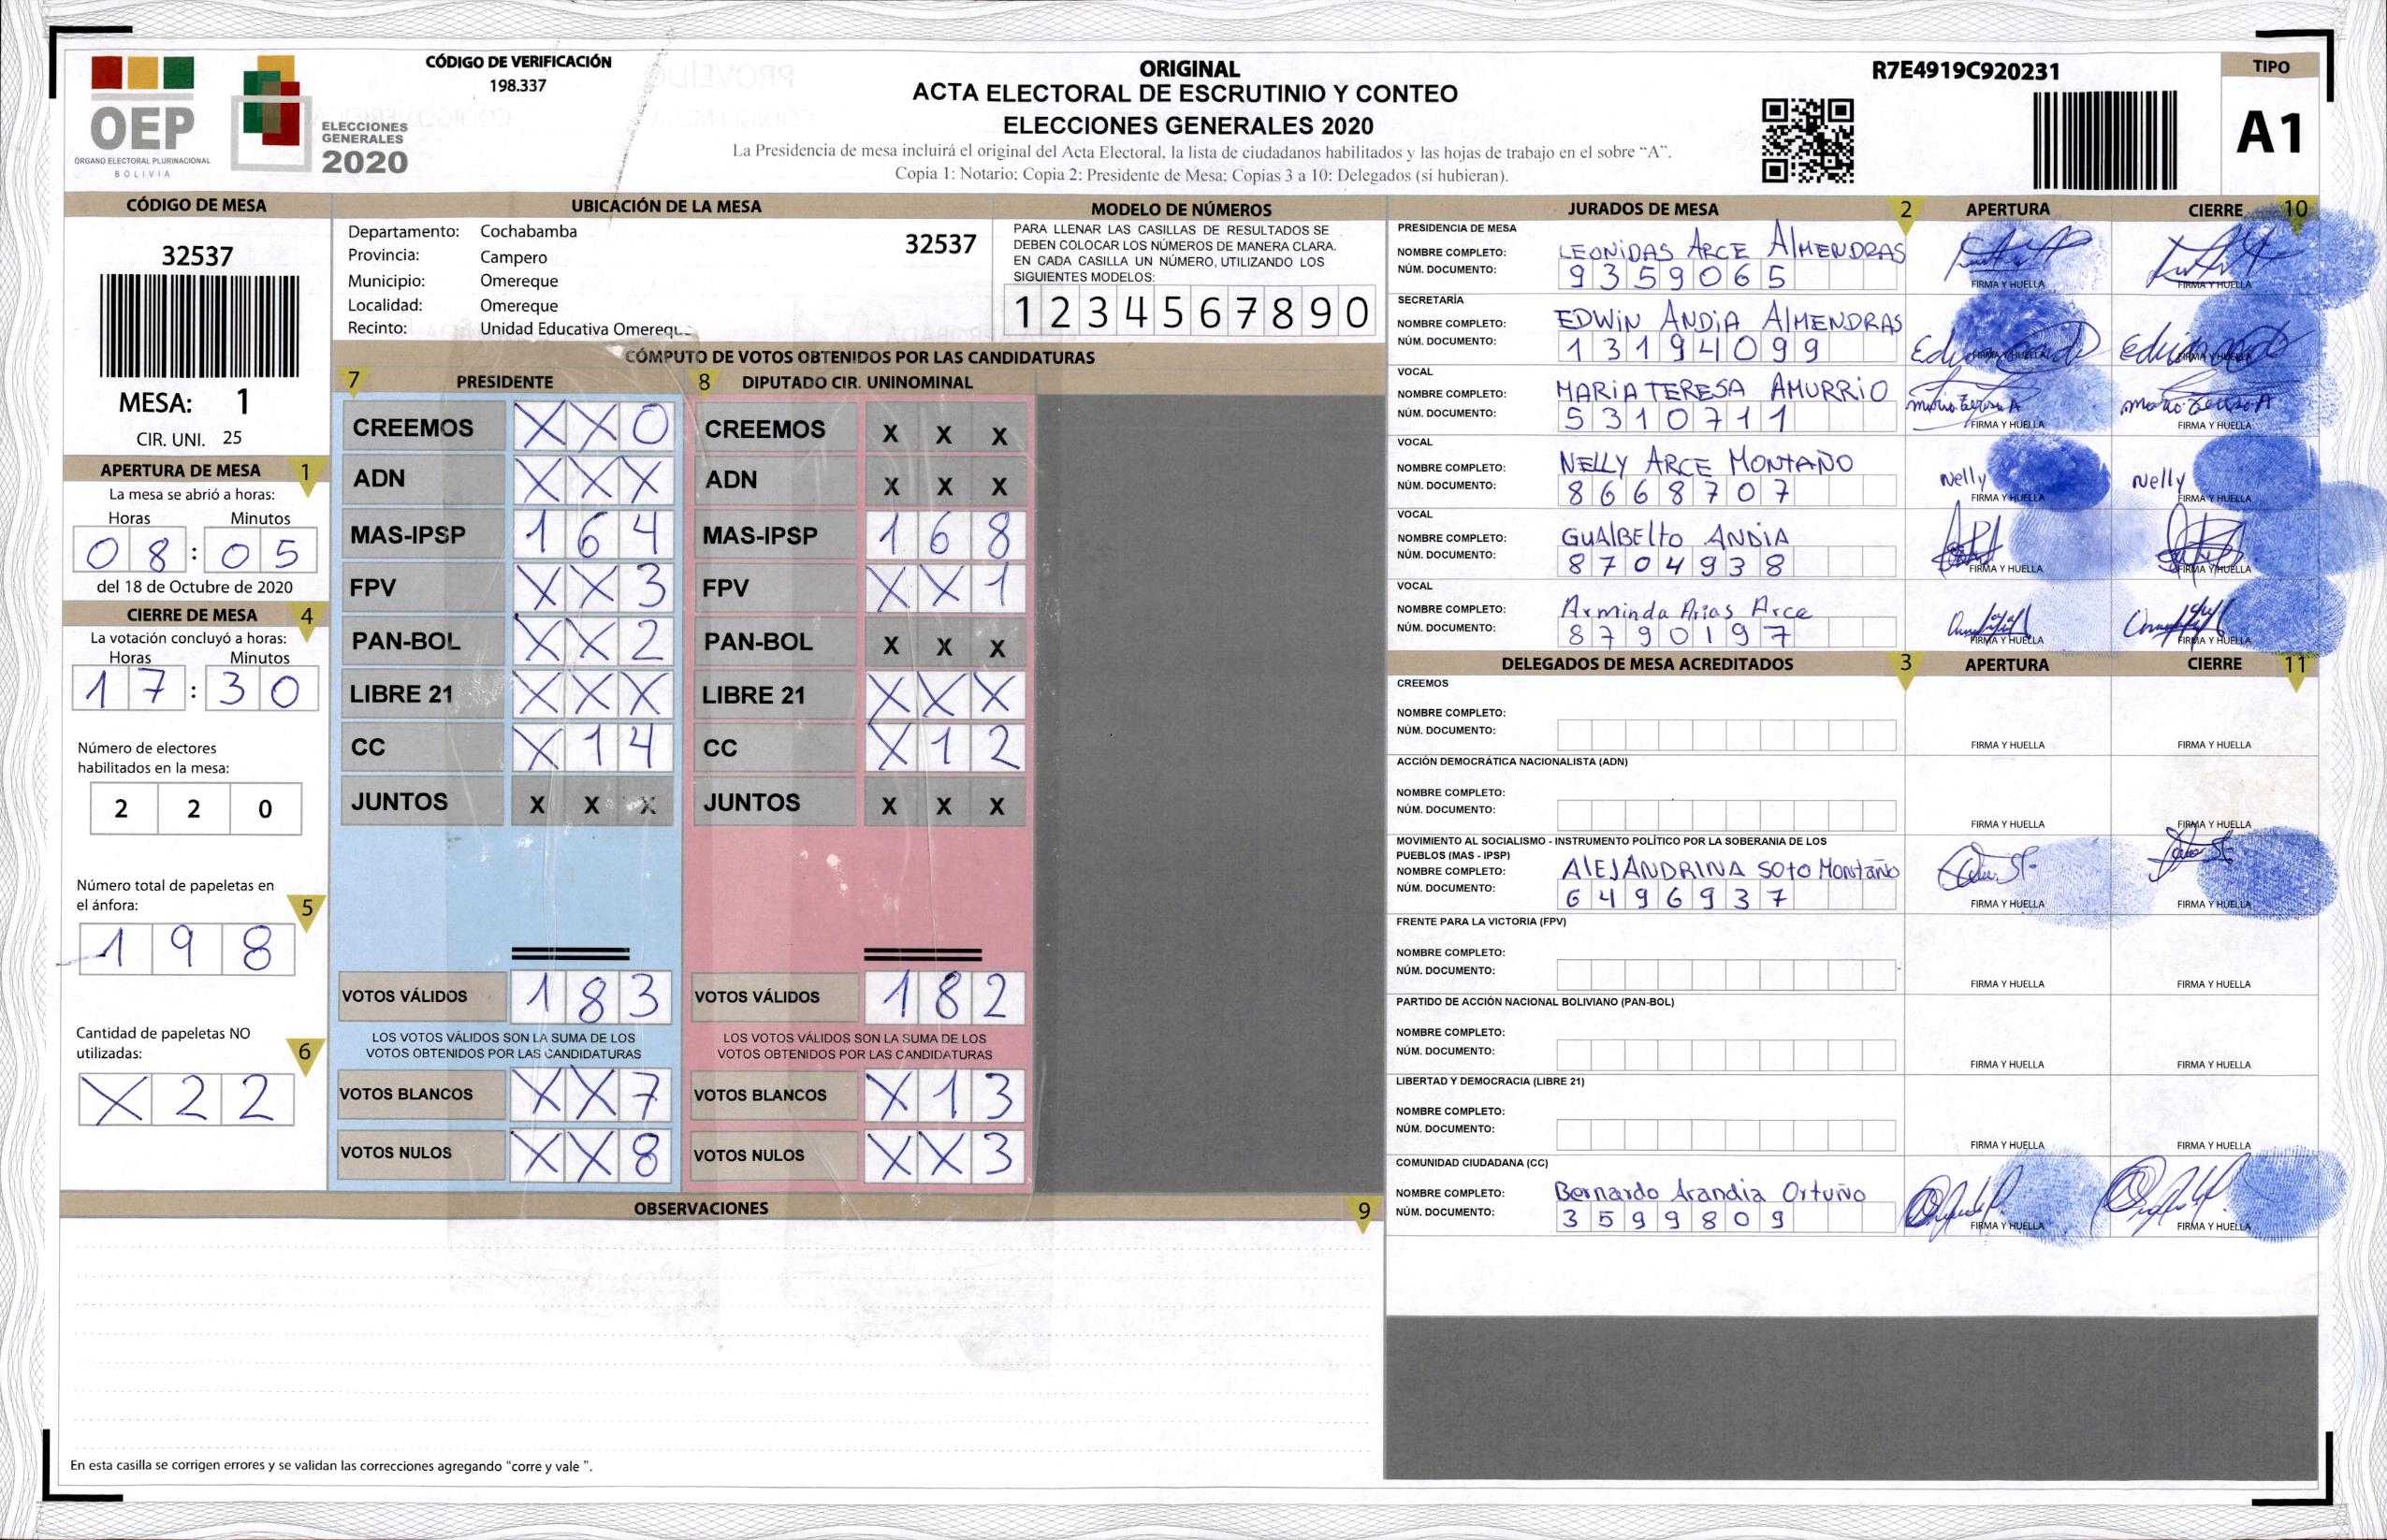 OEP
ÓRGANO ELECTORAL PLURINACIONAL
BOLIVIA
ELECCIONES
GENERALES
2020
CÓDIGO DE VERIFICACIÓN
198.337
ORIGINAL
ACTA ELECTORAL DE ESCRUTINIO Y CONTEO
ELECCIONES GENERALES 2020
La Presidencia de mesa incluirá el original del Acta Electoral, la lista de ciudadanos habilitados y las hojas de trabajo en el sobre “A”.
Copia 1: Notario; Copia 2: Presidente de Mesa; Copias 3 a 10: Delegados (si hubieran).
R7E4919C920231
TIPO
A1
CÓDIGO DE MESA
32537
MESA: 1
CIR. UNI. 25
APERTURA DE MESA 1
La mesa se abrió a horas:
Horas Minutos
08:05
del 18 de Octubre de 2020
CIERRE DE MESA 4
La votación concluyó a horas:
Horas Minutos
17:30
Número de electores
habilitados en la mesa:
2 2 0
Número total de papeletas en
el ánfora: 5
1 9 8
Cantidad de papeletas NO
utilizadas: 6
X 2 2
UBICACIÓN DE LA MESA
Departamento: Cochabamba 32537
Provincia: Campero
Municipio: Omereque
Localidad: Omereque
Recinto: Unidad Educativa Omereque
MODELO DE NÚMEROS
PARA LLENAR LAS CASILLAS DE RESULTADOS SE
DEBEN COLOCAR LOS NÚMEROS DE MANERA CLARA.
EN CADA CASILLA UN NÚMERO, UTILIZANDO LOS
SIGUIENTES MODELOS:
1 2 3 4 5 6 7 8 9 0
CÓMPUTO DE VOTOS OBTENIDOS POR LAS CANDIDATURAS
7 PRESIDENTE 8 DIPUTADO CIR. UNINOMINAL
CREEMOS X X 0 CREEMOS X X X
ADN X X X ADN X X X
MAS-IPSP 1 6 4 MAS-IPSP 1 6 8
FPV X X 3 FPV X X 1
PAN-BOL X X 2 PAN-BOL X X X
LIBRE 21 X X X LIBRE 21 X X X
CC X 1 4 CC X 1 2
JUNTOS X X X JUNTOS X X X
VOTOS VÁLIDOS 1 8 3 VOTOS VÁLIDOS 1 8 2
LOS VOTOS VÁLIDOS SON LA SUMA DE LOS LOS VOTOS VÁLIDOS SON LA SUMA DE LOS
VOTOS OBTENIDOS POR LAS CANDIDATURAS VOTOS OBTENIDOS POR LAS CANDIDATURAS
VOTOS BLANCOS X X 7 VOTOS BLANCOS X 1 3
VOTOS NULOS X X 8 VOTOS NULOS X X 3
OBSERVACIONES 9
En esta casilla se corrigen errores y se validan las correcciones agregando “corre y vale ”.
JURADOS DE MESA 2 APERTURA CIERRE 10
PRESIDENCIA DE MESA
NOMBRE COMPLETO: LEONiDAS ARCE AlMENDRAS
NÚM. DOCUMENTO: 9359065 FIRMA Y HUELLA FIRMA Y HUELLA
SECRETARÍA
NOMBRE COMPLETO: EDWiN ANDiA AlMENDRAS
NÚM. DOCUMENTO: 13194099 FIRMA Y HUELLA FIRMA Y HUELLA
VOCAL
NOMBRE COMPLETO: MARiA TERESA AMURRiO
NÚM. DOCUMENTO: 5310711 FIRMA Y HUELLA FIRMA Y HUELLA
VOCAL
NOMBRE COMPLETO: NELLY ARCE MONTAÑO Nelly Nelly
NÚM. DOCUMENTO: 8668707 FIRMA Y HUELLA FIRMA Y HUELLA
VOCAL
NOMBRE COMPLETO: GUAlBElto ANDiA
NÚM. DOCUMENTO: 8704938 FIRMA Y HUELLA FIRMA Y HUELLA
VOCAL
NOMBRE COMPLETO: Arminda Arias Arce
NÚM. DOCUMENTO: 8790197 FIRMA Y HUELLA FIRMA Y HUELLA
DELEGADOS DE MESA ACREDITADOS 3 APERTURA CIERRE 11
CREEMOS
NOMBRE COMPLETO:
NÚM. DOCUMENTO: FIRMA Y HUELLA FIRMA Y HUELLA
ACCIÓN DEMOCRÁTICA NACIONALISTA (ADN)
NOMBRE COMPLETO:
NÚM. DOCUMENTO: FIRMA Y HUELLA FIRMA Y HUELLA
MOVIMIENTO AL SOCIALISMO - INSTRUMENTO POLÍTICO POR LA SOBERANIA DE LOS
PUEBLOS (MAS - IPSP)
NOMBRE COMPLETO: AlEJANDRINA Soto Montaño
NÚM. DOCUMENTO: 6496937 FIRMA Y HUELLA FIRMA Y HUELLA
FRENTE PARA LA VICTORIA (FPV)
NOMBRE COMPLETO:
NÚM. DOCUMENTO: FIRMA Y HUELLA FIRMA Y HUELLA
PARTIDO DE ACCIÓN NACIONAL BOLIVIANO (PAN-BOL)
NOMBRE COMPLETO:
NÚM. DOCUMENTO: FIRMA Y HUELLA FIRMA Y HUELLA
LIBERTAD Y DEMOCRACIA (LIBRE 21)
NOMBRE COMPLETO:
NÚM. DOCUMENTO: FIRMA Y HUELLA FIRMA Y HUELLA
COMUNIDAD CIUDADANA (CC)
NOMBRE COMPLETO: Bernardo Arandia Ortuño
NÚM. DOCUMENTO: 3599809 FIRMA Y HUELLA FIRMA Y HUELLA